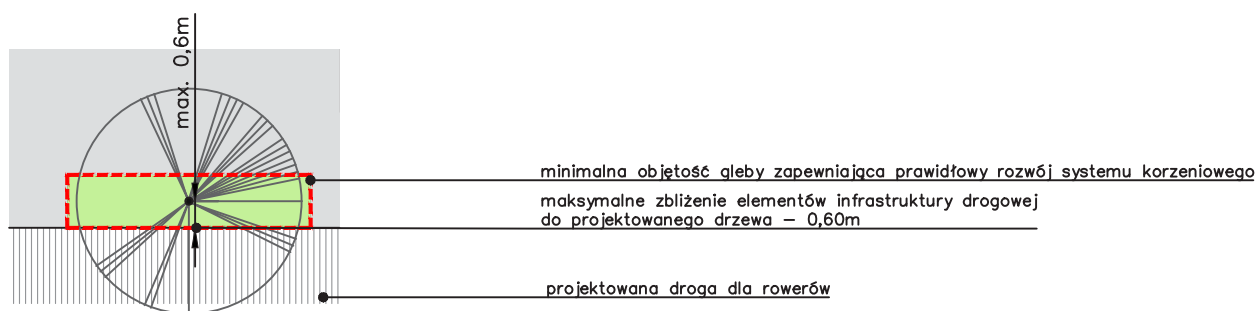 max. 0,6m
minimalna objętość gleby zapewniająca prawidłowy rozwój systemu korzeniowego
maksymalne zbliżenie elementów infrastruktury drogowej
do projektowanego drzewa – 0,60m
projektowana droga dla rowerów